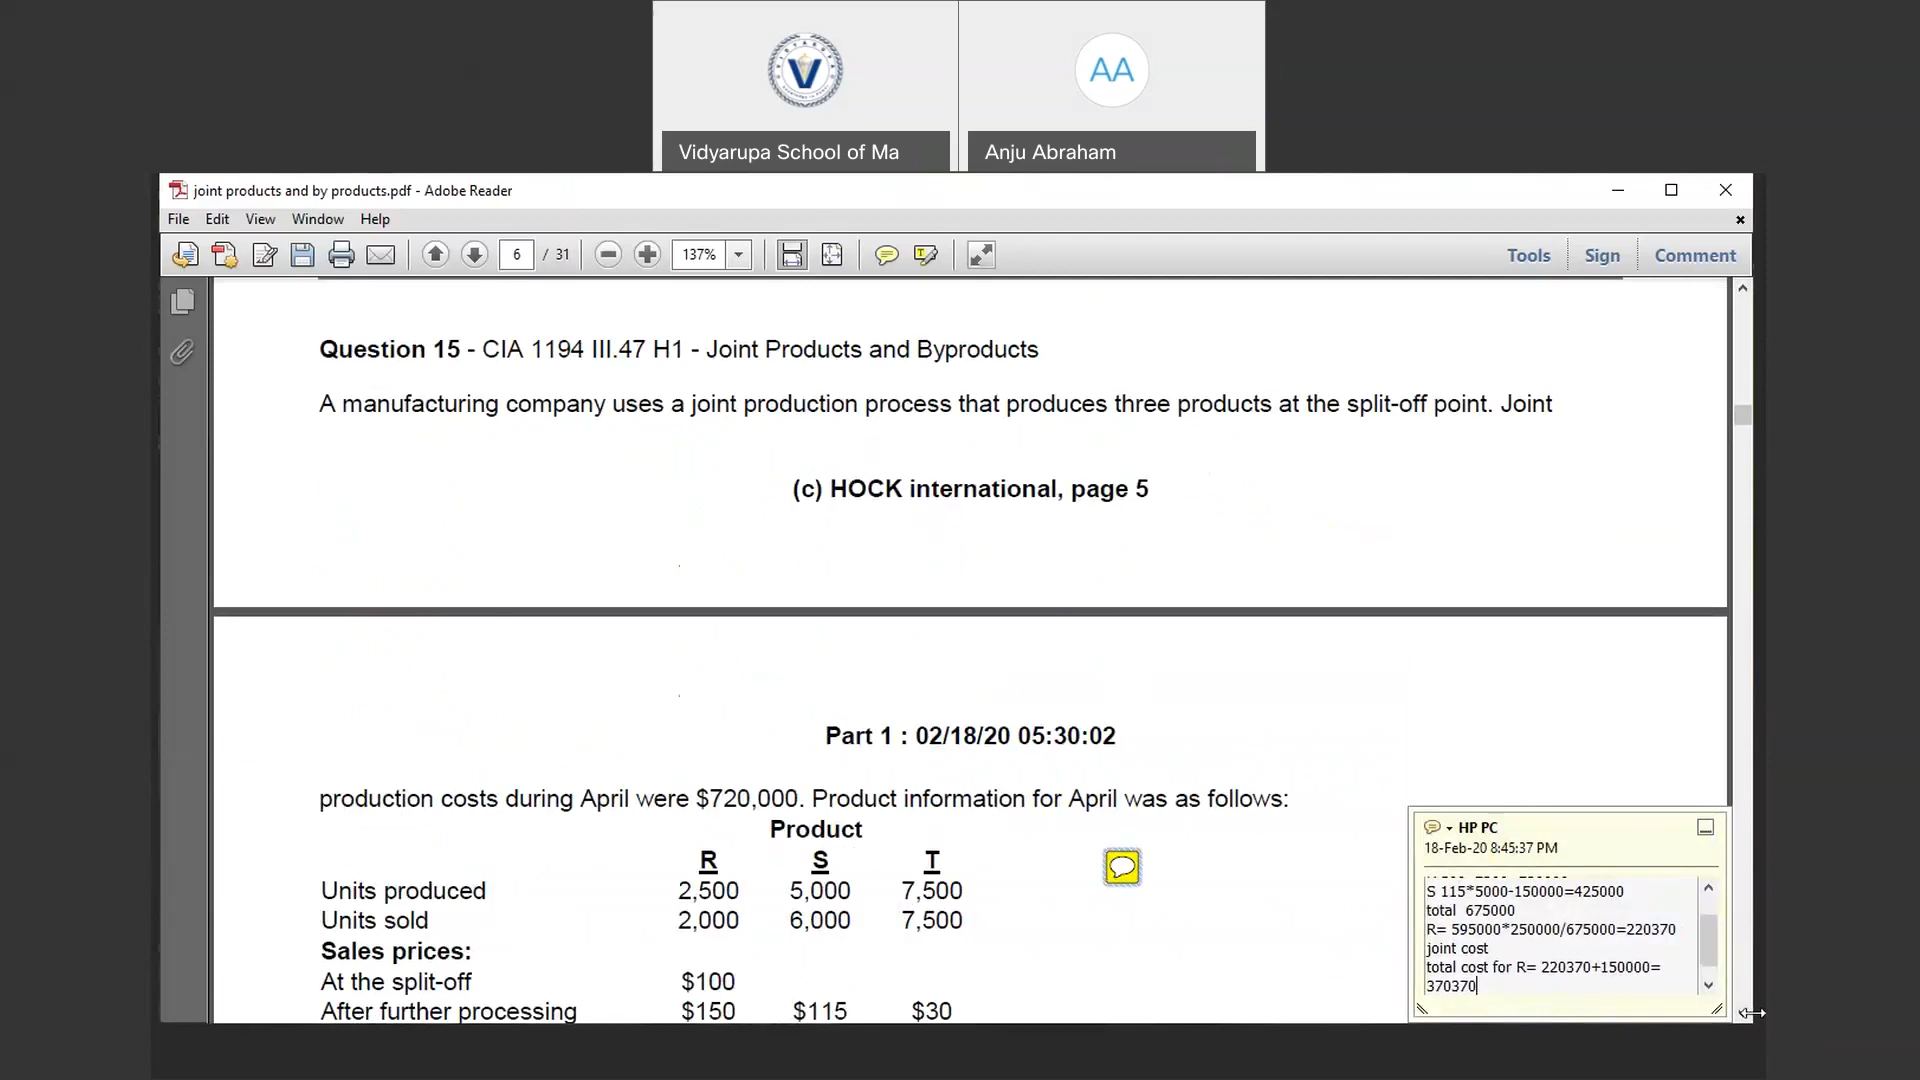 Vidyarupa School of Ma
Anju Abraham
AA
joint products and by products.pdf - Adobe Reader
File Edit View Window Help
6 / 31 137% Tools Sign Comment
Question 15 - CIA 1194 III.47 H1 - Joint Products and Byproducts
A manufacturing company uses a joint production process that produces three products at the split-off point. Joint
(c) HOCK international, page 5
Part 1 : 02/18/20 05:30:02
production costs during April were $720,000. Product information for April was as follows:
Product
R S T
Units produced 2,500 5,000 7,500
Units sold 2,000 6,000 7,500
Sales prices:
At the split-off $100
After further processing $150 $115 $30
HP PC
18-Feb-20 8:45:37 PM
S 115*5000-150000=425000
total 675000
R= 595000*250000/675000=220370
joint cost
total cost for R= 220370+150000=
370370